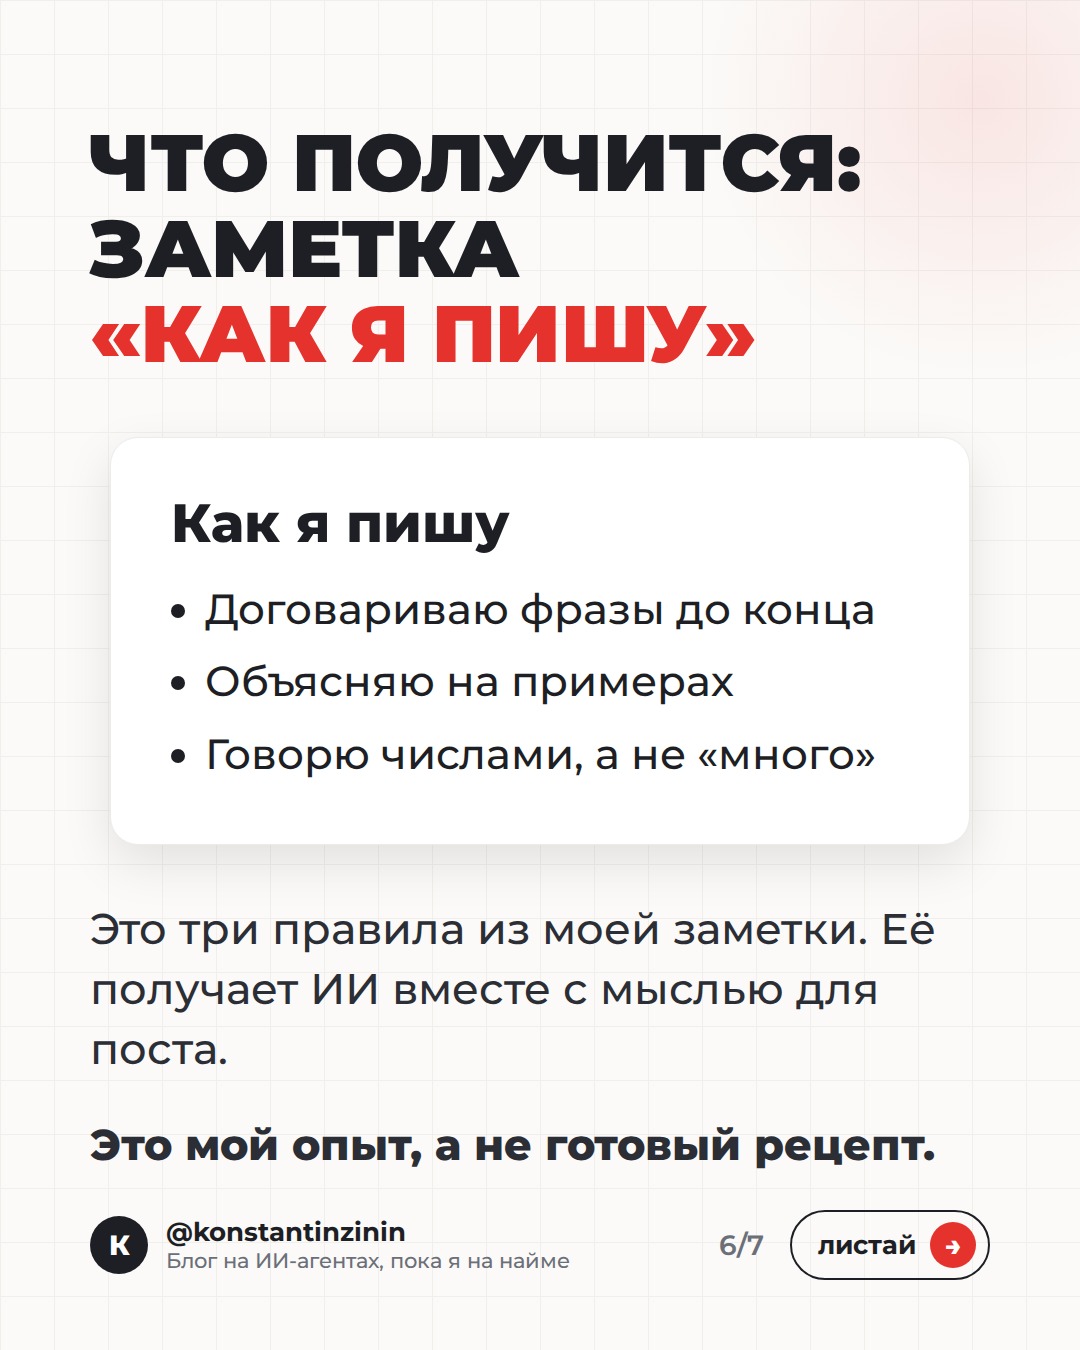 ЧТО ПОЛУЧИТСЯ:
ЗАМЕТКА
«КАК Я ПИШУ»
Как я пишу
• Договариваю фразы до конца
• Объясняю на примерах
• Говорю числами, а не «много»
Это три правила из моей заметки. Её
получает ИИ вместе с мыслью для
поста.
Это мой опыт, а не готовый рецепт.
К
@konstantinzinin
Блог на ИИ-агентах, пока я на найме
6/7
листай →